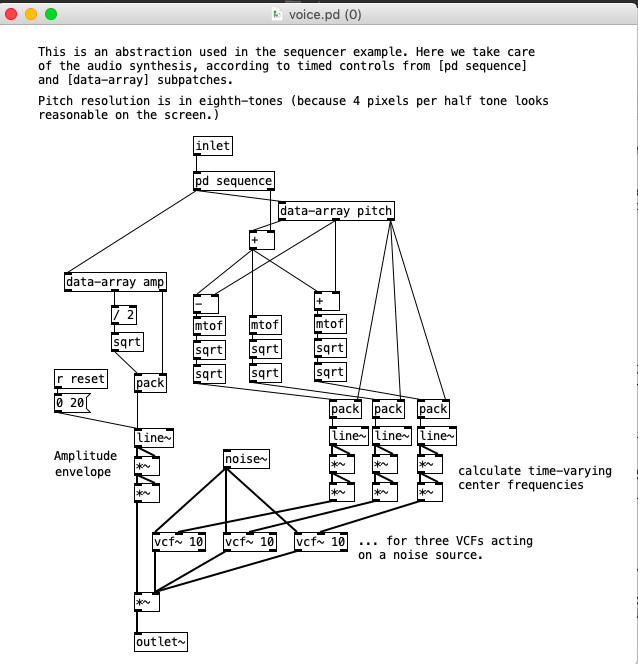 voice.pd (0)
This is an abstraction used in the sequencer example. Here we take care
of the audio synthesis, according to timed controls from [pd sequence]
and [data-array] subpatches.
Pitch resolution is in eighth-tones (because 4 pixels per half tone looks
reasonable on the screen.)
inlet
pd sequence
data-array pitch
+
data-array amp
-
+
/ 2
mtof
mtof
mtof
sqrt
sqrt
sqrt
sqrt
sqrt
sqrt
sqrt
r reset
pack
0 20
pack
pack
pack
line~
line~
line~
line~
Amplitude
envelope
*~
noise~
*~
*~
*~
calculate time-varying
center frequencies
*~
*~
*~
*~
vcf~ 10
vcf~ 10
vcf~ 10
... for three VCFs acting
on a noise source.
*~
outlet~